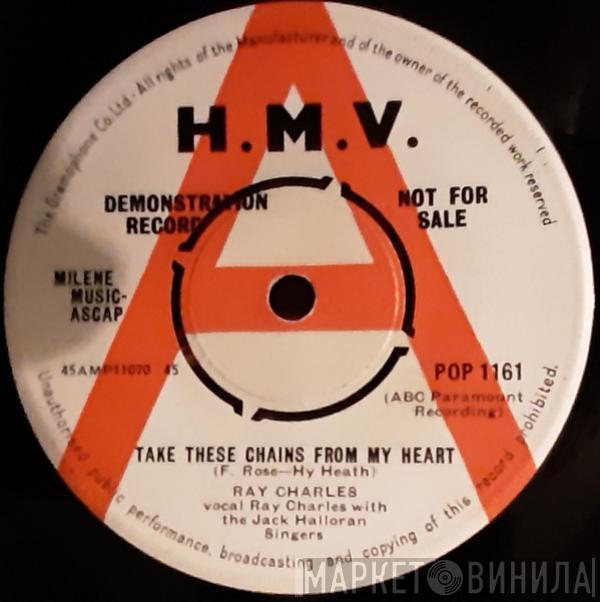 The Gramophone Co. Ltd - All rights of the Manufacturer and of the owner of the recorded work reserved
H.M.V.
DEMONSTRATION
RECORD
NOT FOR
SALE
MILENE
MUSIC-
ASCAP
45AMP11070 45
POP 1161
(ABC Paramount
Recording)
TAKE THESE CHAINS FROM MY HEART
(F. Rose—Hy Heath)
RAY CHARLES
vocal Ray Charles with
the Jack Halloran
Singers
Unauthorised public performance, broadcasting and copying of this record prohibited.
МАРКЕТ ВИНИЛА